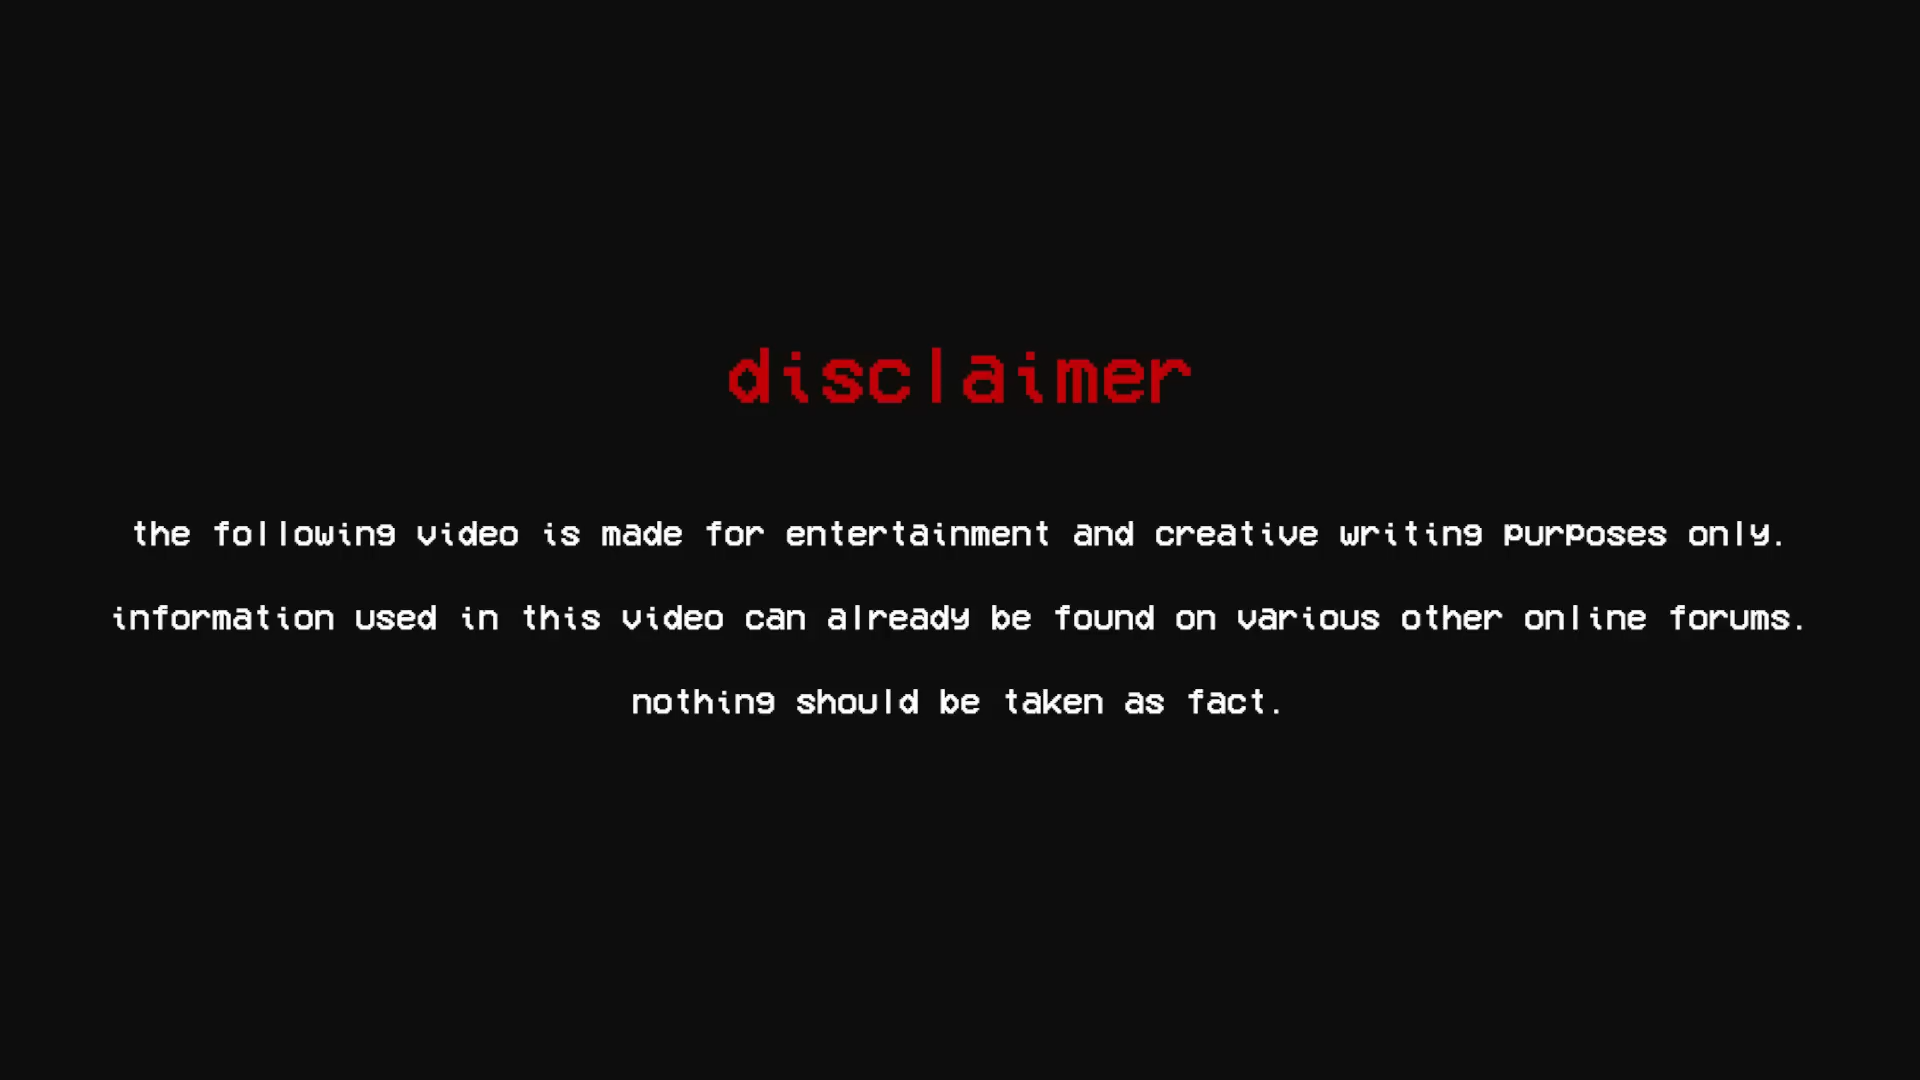 disclaimer
the following video is made for entertainment and creative writing purposes only.
information used in this video can already be found on various other online forums.
nothing should be taken as fact.